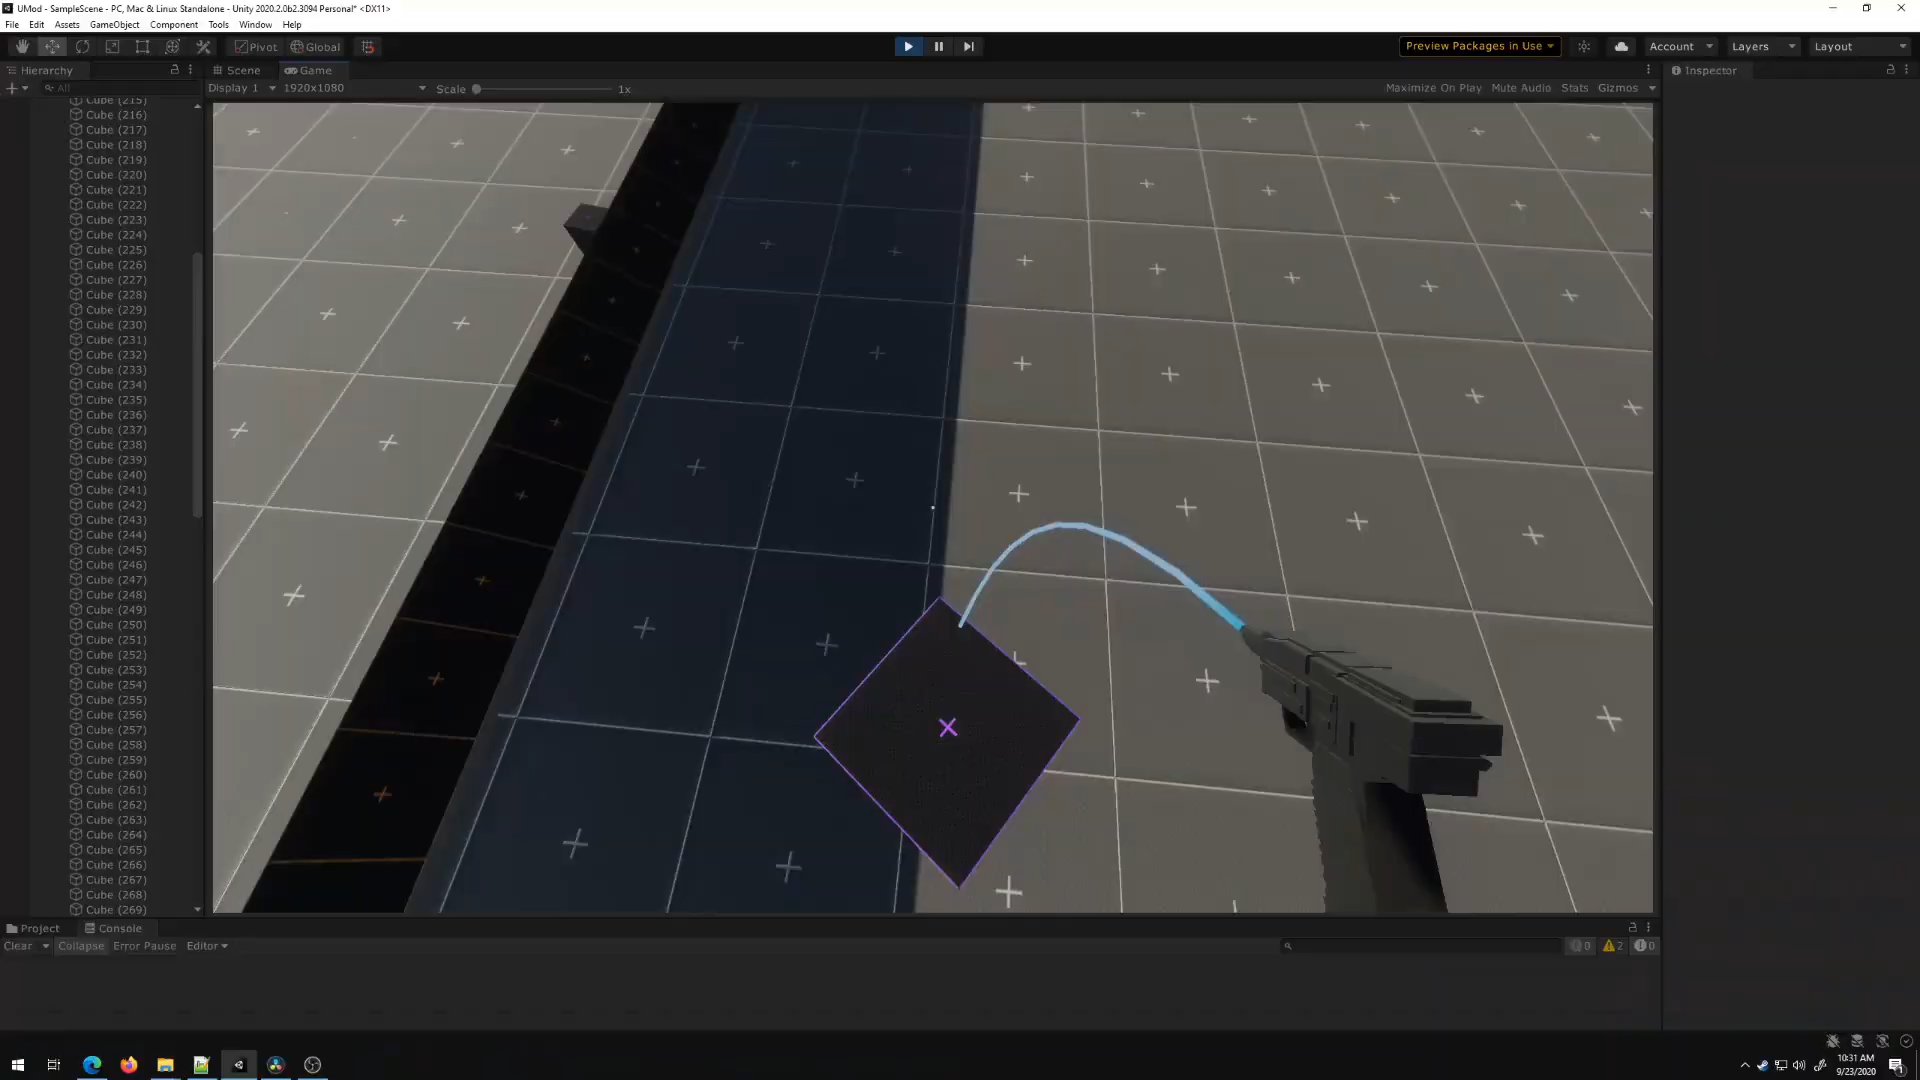 UMod - SampleScene - PC, Mac & Linux Standalone - Unity 2020.2.0b2.3094 Personal* <DX11>
File Edit Assets GameObject Component Tools Window Help
Pivot Global Preview Packages in Use Account Layers Layout
Hierarchy Scene Game Inspector
All Display 1 1920x1080 Scale 1x Maximize On Play Mute Audio Stats Gizmos
Cube (215)
Cube (216)
Cube (217)
Cube (218)
Cube (219)
Cube (220)
Cube (221)
Cube (222)
Cube (223)
Cube (224)
Cube (225)
Cube (226)
Cube (227)
Cube (228)
Cube (229)
Cube (230)
Cube (231)
Cube (232)
Cube (233)
Cube (234)
Cube (235)
Cube (236)
Cube (237)
Cube (238)
Cube (239)
Cube (240)
Cube (241)
Cube (242)
Cube (243)
Cube (244)
Cube (245)
Cube (246)
Cube (247)
Cube (248)
Cube (249)
Cube (250)
Cube (251)
Cube (252)
Cube (253)
Cube (254)
Cube (255)
Cube (256)
Cube (257)
Cube (258)
Cube (259)
Cube (260)
Cube (261)
Cube (262)
Cube (263)
Cube (264)
Cube (265)
Cube (266)
Cube (267)
Cube (268)
Cube (269)
Project Console
Clear Collapse Error Pause Editor 0 2 0
10:31 AM
9/23/2020